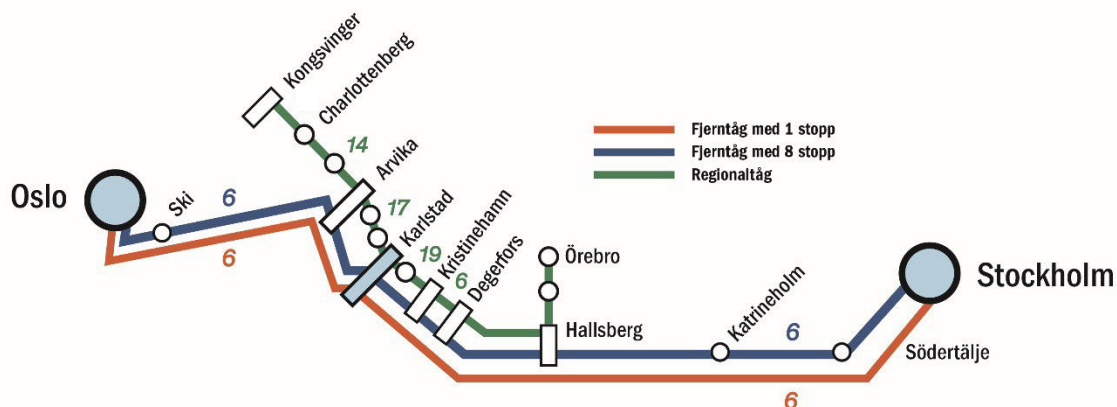 Kongsvinger
Charlottenberg
14
Arvika
Fjerntåg med 1 stopp
Fjerntåg med 8 stopp
Regionaltåg
Oslo
Ski
6
6
17
Karlstad
19
Kristinehamn
6
Degerfors
Örebro
Hallsberg
Katrineholm
6
Stockholm
Södertälje
6